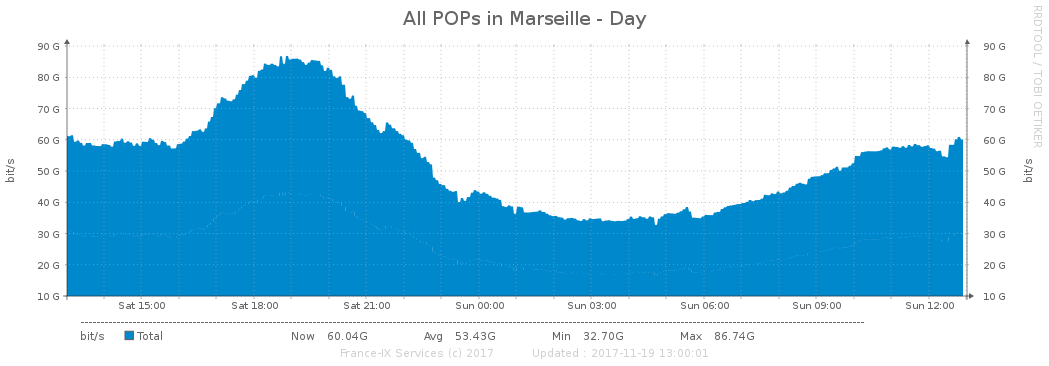 All POPs in Marseille - Day
RRDTOOL / TOBI OETIKER
bit/s
90 G 90 G
80 G 80 G
70 G 70 G
60 G 60 G
50 G 50 G
40 G 40 G
30 G 30 G
20 G 20 G
10 G 10 G
bit/s
Sat 15:00 Sat 18:00 Sat 21:00 Sun 00:00 Sun 03:00 Sun 06:00 Sun 09:00 Sun 12:00
bit/s Total Now 60.04G Avg 53.43G Min 32.70G Max 86.74G
France-IX Services (c) 2017 Updated : 2017-11-19 13:00:01